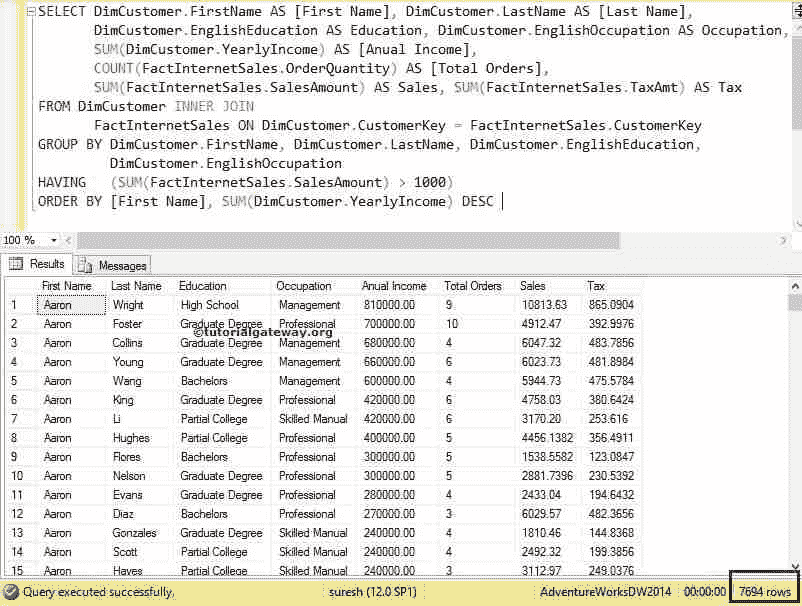 SELECT DimCustomer.FirstName AS [First Name], DimCustomer.LastName AS [Last Name],
DimCustomer.EnglishEducation AS Education, DimCustomer.EnglishOccupation AS Occupation,
SUM(DimCustomer.YearlyIncome) AS [Anual Income],
COUNT(FactInternetSales.OrderQuantity) AS [Total Orders],
SUM(FactInternetSales.SalesAmount) AS Sales, SUM(FactInternetSales.TaxAmt) AS Tax
FROM DimCustomer INNER JOIN
FactInternetSales ON DimCustomer.CustomerKey = FactInternetSales.CustomerKey
GROUP BY DimCustomer.FirstName, DimCustomer.LastName, DimCustomer.EnglishEducation,
DimCustomer.EnglishOccupation
HAVING (SUM(FactInternetSales.SalesAmount) > 1000)
ORDER BY [First Name], SUM(DimCustomer.YearlyIncome) DESC
100 %
Results Messages
First Name Last Name Education Occupation Anual Income Total Orders Sales Tax
1 Aaron Wright High School Management 810000.00 9 10813.63 865.0904
2 Aaron Foster Graduate Degree Professional 700000.00 10 4912.47 392.9976
©tutorialgateway.org
3 Aaron Collins Graduate Degree Management 680000.00 4 6047.32 483.7856
4 Aaron Young Graduate Degree Management 660000.00 6 6023.73 481.8984
5 Aaron Wang Bachelors Management 600000.00 4 5944.73 475.5784
6 Aaron King Graduate Degree Professional 420000.00 6 4758.03 380.6424
7 Aaron Li Partial College Skilled Manual 420000.00 6 3170.20 253.616
8 Aaron Hughes Partial College Professional 400000.00 5 4456.1382 356.4911
9 Aaron Flores Bachelors Professional 300000.00 5 1538.5582 123.0847
10 Aaron Nelson Graduate Degree Professional 300000.00 5 2881.7396 230.5392
11 Aaron Evans Graduate Degree Professional 280000.00 4 2433.04 194.6432
12 Aaron Diaz Bachelors Professional 270000.00 3 6029.57 482.3656
13 Aaron Gonzales Graduate Degree Skilled Manual 240000.00 4 1810.46 144.8368
14 Aaron Scott Partial College Skilled Manual 240000.00 4 2492.32 199.3856
15 Aaron Hayes Partial College Skilled Manual 240000.00 3 3112.97 249.0376
Query executed successfully. suresh (12.0 SP1) AdventureWorksDW2014 00:00:00 7694 rows